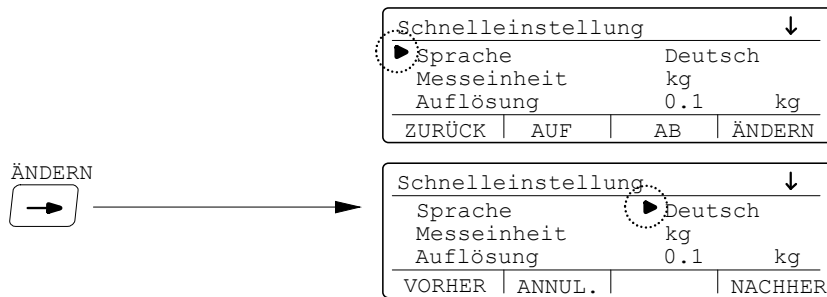 Schnelleinstellung ↓
Sprache Deutsch
Messeinheit kg
Auflösung 0.1 kg
ZURÜCK AUF AB ÄNDERN
ÄNDERN
Schnelleinstellung ↓
Sprache Deutsch
Messeinheit kg
Auflösung 0.1 kg
VORHER ANNUL. NACHHER